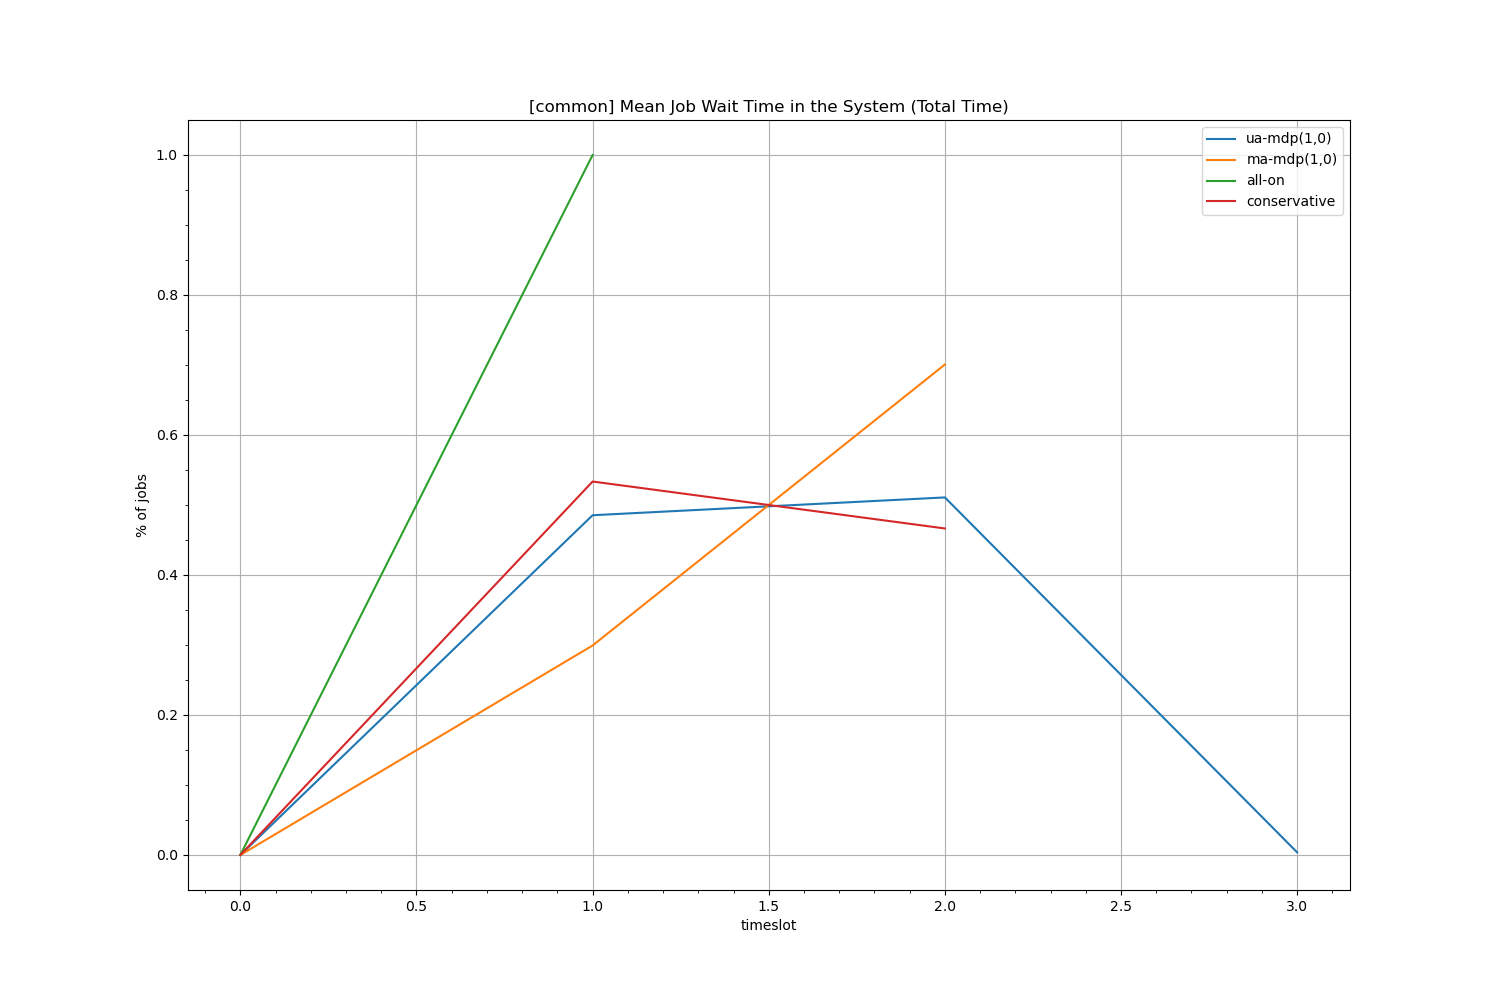 [common] Mean Job Wait Time in the System (Total Time)
ua-mdp(1,0)
ma-mdp(1,0)
all-on
conservative
% of jobs
1.0
0.8
0.6
0.4
0.2
0.0
0.0 0.5 1.0 1.5 2.0 2.5 3.0
timeslot